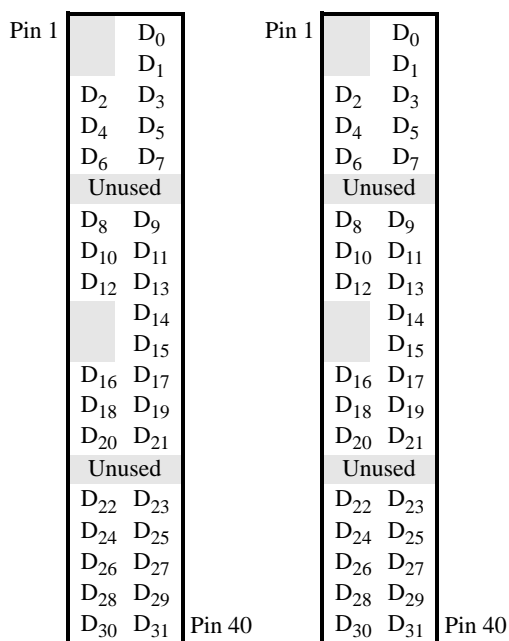 Pin 1 D0 Pin 1 D0
D1 D1
D2 D3 D2 D3
D4 D5 D4 D5
D6 D7 D6 D7
Unused Unused
D8 D9 D8 D9
D10 D11 D10 D11
D12 D13 D12 D13
D14 D14
D15 D15
D16 D17 D16 D17
D18 D19 D18 D19
D20 D21 D20 D21
Unused Unused
D22 D23 D22 D23
D24 D25 D24 D25
D26 D27 D26 D27
D28 D29 D28 D29
D30 D31 Pin 40 D30 D31 Pin 40